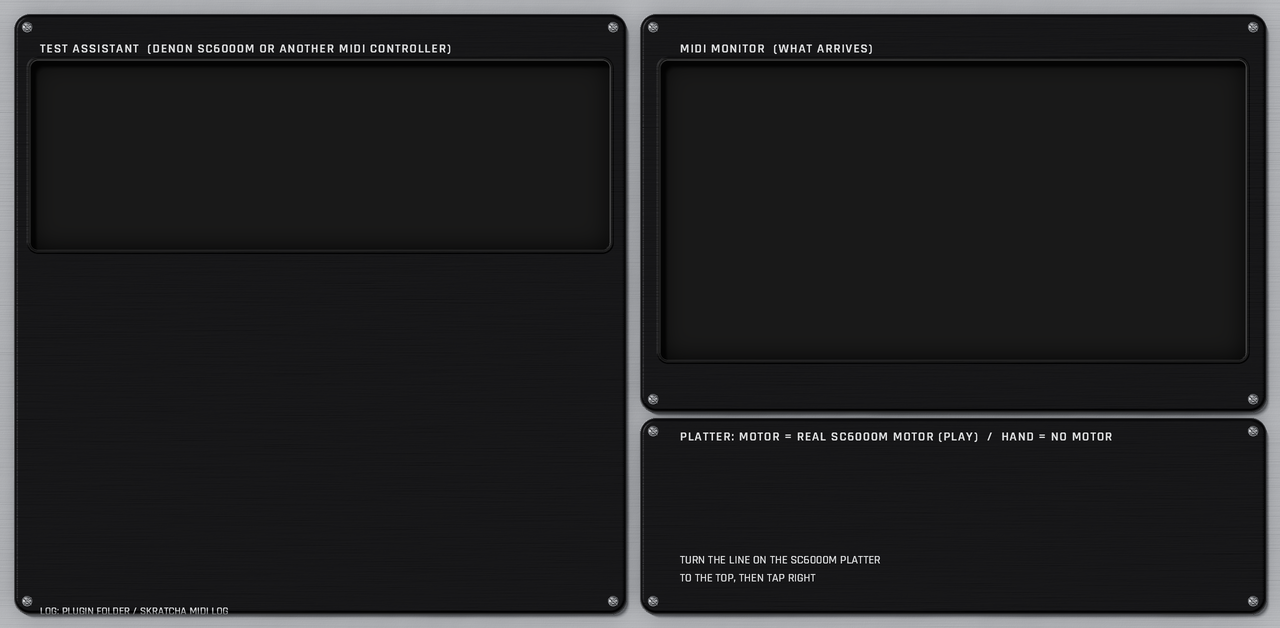 TEST ASSISTANT (DENON SC6000M OR ANOTHER MIDI CONTROLLER)
MIDI MONITOR (WHAT ARRIVES)
PLATTER: MOTOR = REAL SC6000M MOTOR (PLAY) / HAND = NO MOTOR
TURN THE LINE ON THE SC6000M PLATTER
TO THE TOP, THEN TAP RIGHT
LOG: PLUGIN FOLDER / SKRATCHA MIDI LOG